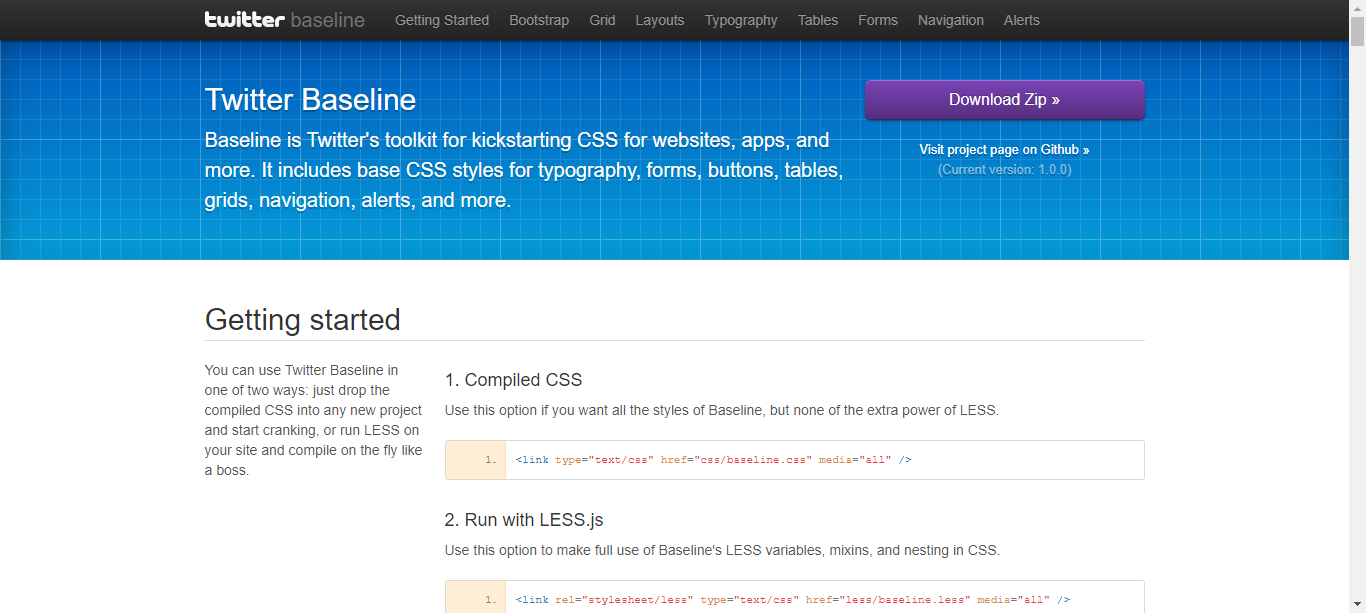 twitter baseline Getting Started Bootstrap Grid Layouts Typography Tables Forms Navigation Alerts
Twitter Baseline
Baseline is Twitter's toolkit for kickstarting CSS for websites, apps, and
more. It includes base CSS styles for typography, forms, buttons, tables,
grids, navigation, alerts, and more.
Download Zip »
Visit project page on Github »
(Current version: 1.0.0)
Getting started
You can use Twitter Baseline in
one of two ways: just drop the
compiled CSS into any new project
and start cranking, or run LESS on
your site and compile on the fly like
a boss.
1. Compiled CSS
Use this option if you want all the styles of Baseline, but none of the extra power of LESS.
1. <link type="text/css" href="css/baseline.css" media="all" />
2. Run with LESS.js
Use this option to make full use of Baseline's LESS variables, mixins, and nesting in CSS.
1. <link rel="stylesheet/less" type="text/css" href="less/baseline.less" media="all" />